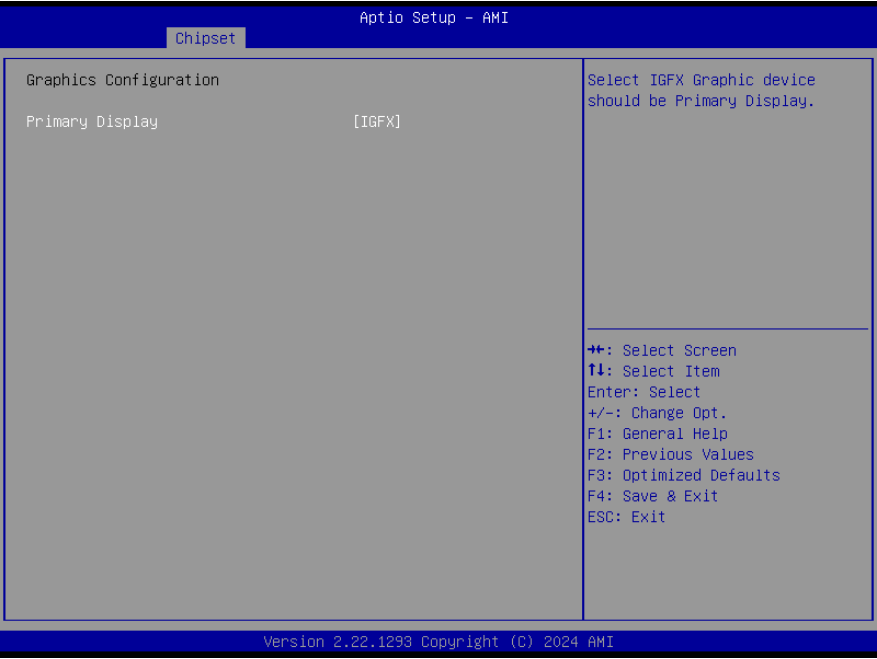 Aptio Setup – AMI
Chipset
Graphics Configuration
Primary Display [IGFX]
Select IGFX Graphic device
should be Primary Display.
→←: Select Screen
↑↓: Select Item
Enter: Select
+/-: Change Opt.
F1: General Help
F2: Previous Values
F3: Optimized Defaults
F4: Save & Exit
ESC: Exit
Version 2.22.1293 Copyright (C) 2024 AMI